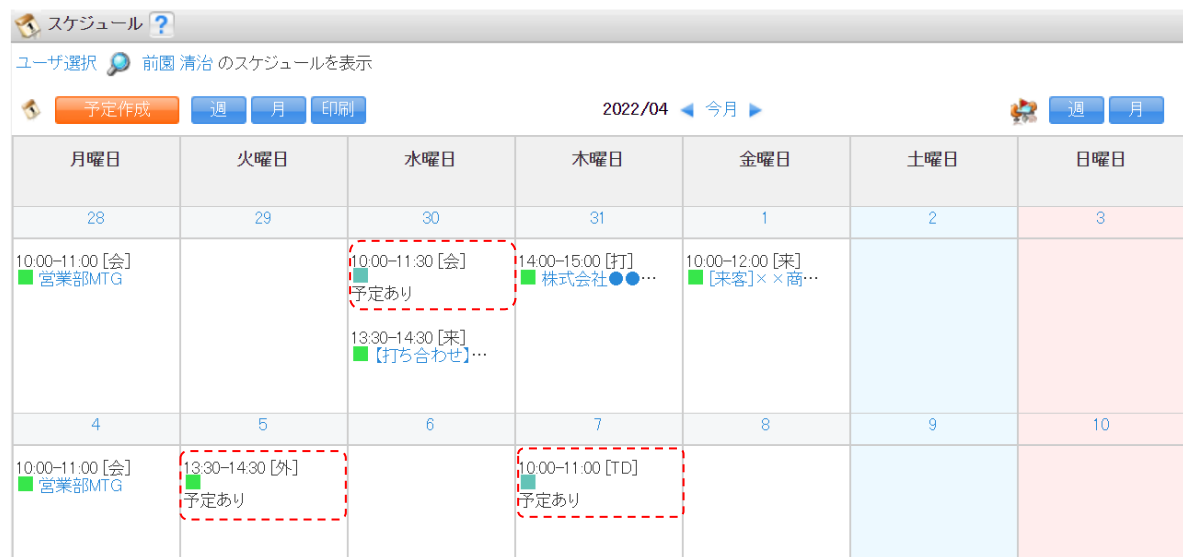 スケジュール ?
ユーザ選択 前園 清治 のスケジュールを表示
予定作成 週 月 印刷 2022/04 ◀ 今月 ▶ 週 月
月曜日 火曜日 水曜日 木曜日 金曜日 土曜日 日曜日
28 29 30 31 1 2 3
10:00-11:00 [会]
営業部MTG
10:00-11:30 [会]
予定あり
13:30-14:30 [来]
【打ち合わせ】…
14:00-15:00 [打]
株式会社●●…
10:00-12:00 [来]
[来客]××商…
4 5 6 7 8 9 10
10:00-11:00 [会]
営業部MTG
13:30-14:30 [外]
予定あり
10:00-11:00 [TD]
予定あり